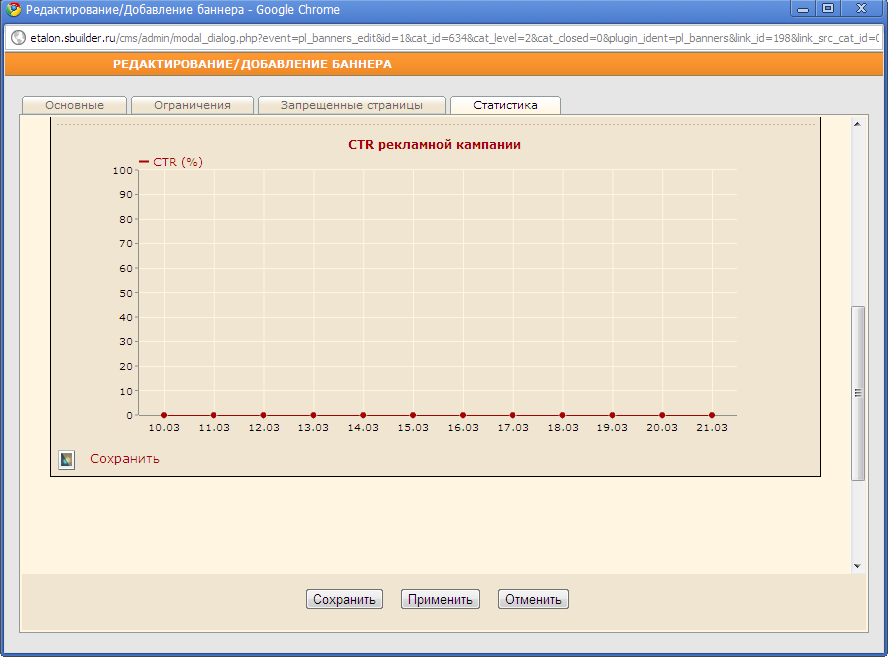 Редактирование/Добавление баннера - Google Chrome
etalon.sbuilder.ru/cms/admin/modal_dialog.php?event=pl_banners_edit&id=1&cat_id=634&cat_level=2&cat_closed=0&plugin_ident=pl_banners&link_id=198&link_src_cat_id=0
РЕДАКТИРОВАНИЕ/ДОБАВЛЕНИЕ БАННЕРА
Основные Ограничения Запрещенные страницы Статистика
CTR рекламной кампании
CTR (%)
100
90
80
70
60
50
40
30
20
10
0
10.03 11.03 12.03 13.03 14.03 15.03 16.03 17.03 18.03 19.03 20.03 21.03
Сохранить
Сохранить Применить Отменить